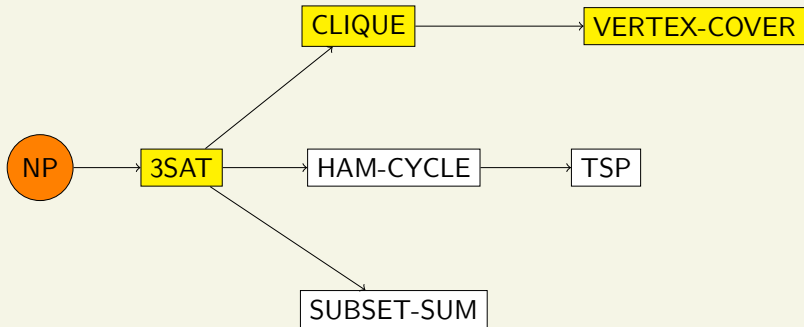 CLIQUE
VERTEX-COVER
NP
3SAT
HAM-CYCLE
TSP
SUBSET-SUM